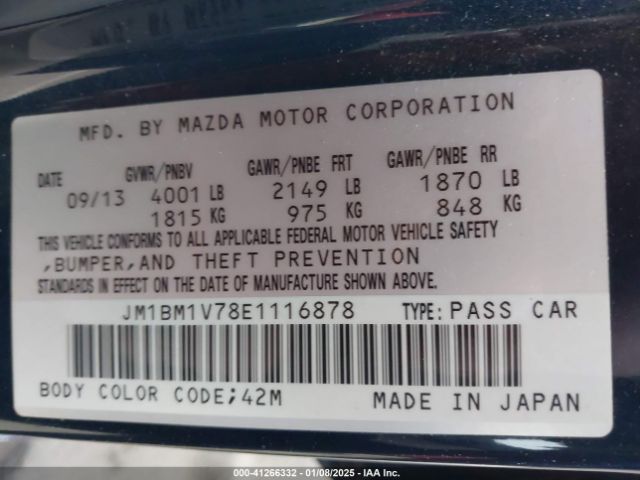 MFD. BY MAZDA MOTOR CORPORATION
DATE GVWR/PNBV GAWR/PNBE FRT GAWR/PNBE RR
09/13 4001 LB 2149 LB 1870 LB
1815 KG 975 KG 848 KG
THIS VEHICLE CONFORMS TO ALL APPLICABLE FEDERAL MOTOR VEHICLE SAFETY
,BUMPER,AND THEFT PREVENTION
STANDARDS IN EFFECT ON THE DATE OF MANUFACTURE SHOWN ABOVE.
JM1BM1V78E1116878 TYPE: PASS CAR
BODY COLOR CODE;42M MADE IN JAPAN
000-41266332 - 01/08/2025 - IAA Inc.